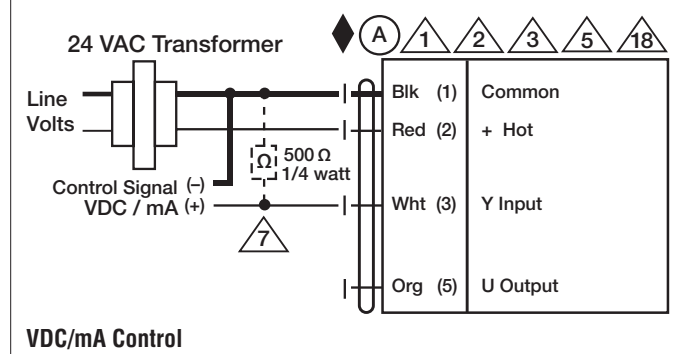 24 VAC Transformer
A 1 2 3 5 18
Line
Volts
Blk (1) Common
Red (2) + Hot
Ω 500 Ω
1/4 watt
Control Signal (–)
VDC / mA (+)
Wht (3) Y Input
7
Org (5) U Output
VDC/mA Control